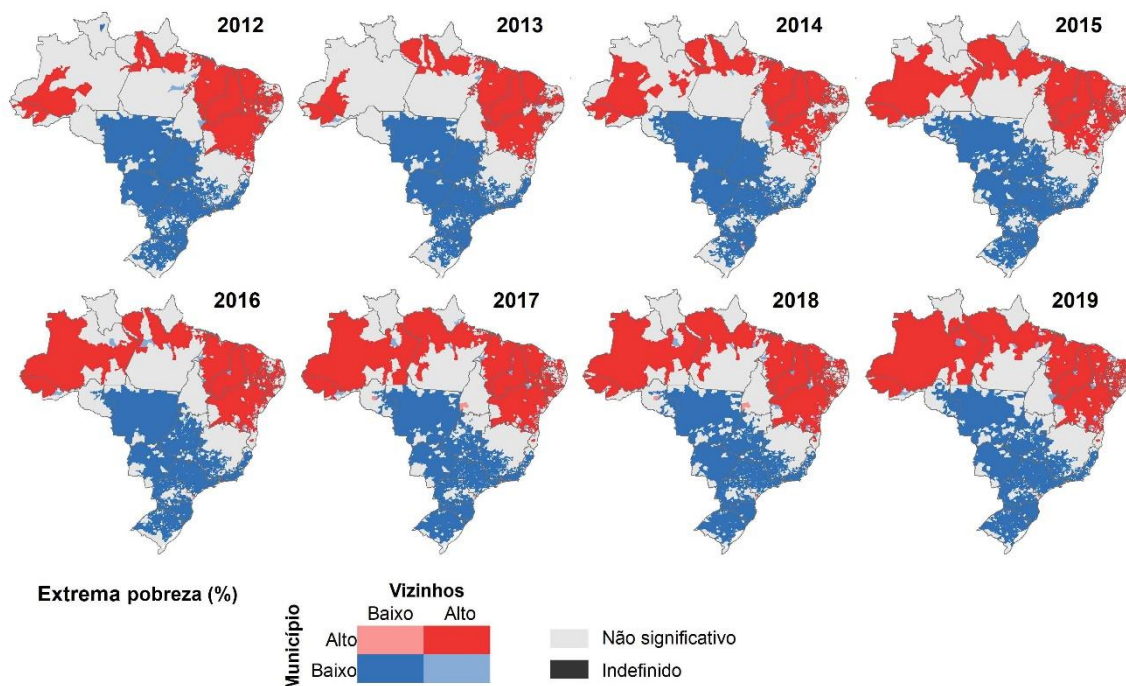 2012 2013 2014 2015
2016 2017 2018 2019
Extrema pobreza (%)
Vizinhos
Baixo Alto
Município
Alto
Baixo
Não significativo
Indefinido